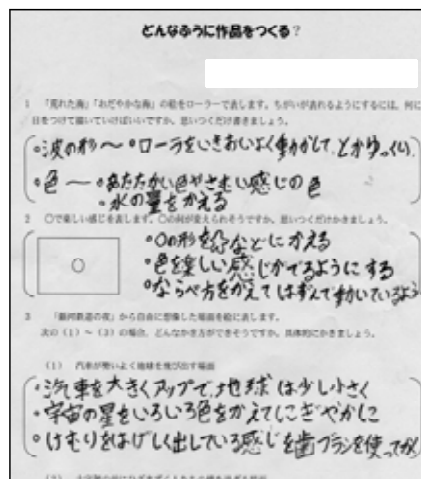 どんなふうに作品をつくる?
1 「荒れた海」「おだやかな海」の絵をローラーで表します。ちがいが表れるようにするには、何に
目をつけて描いていけばいいですか。思いつくだけ書きましょう。
・波の形〜・ローラをいきおいよく動かして、とかゆっくり、
・色〜・あたたかい色やさむい感じの色
・水の量をかえる
2 ○で楽しい感じを表します。○の何が変えられそうですか。思いつくだけかきましょう。
・○の形を などにかえる
・色を楽しい感じがでるようにする
・ならべ方をかえてはずんで動いているよう
3 「銀河鉄道の夜」から自由に想像した場面を絵に表します。
次の(1)〜(3)の場合、どんなかき方ができそうですか。具体的にかきましょう。
(1) 汽車が勢いよく地球を飛び出す場面
・汽車を大きくアップで、地球は少し小さく
・宇宙の星をいろいろ色をかえてにぎやかに
・けむりをはげしく出している感じを歯ブラシを使ってかく